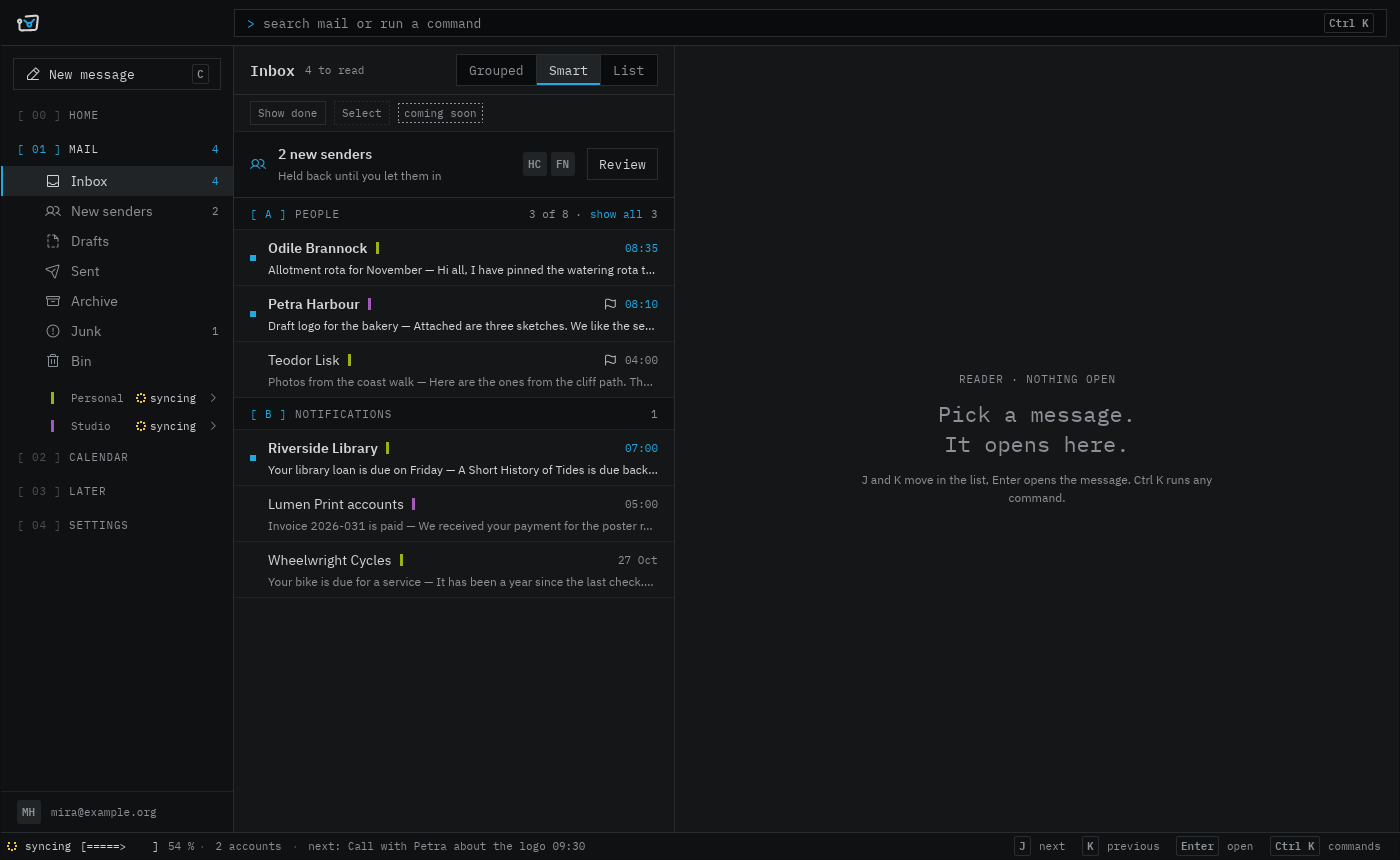 > search mail or run a command Ctrl K
New message C
[ 00 ] HOME
[ 01 ] MAIL 4
Inbox 4
New senders 2
Drafts
Sent
Archive
Junk 1
Bin
Personal syncing
Studio syncing
[ 02 ] CALENDAR
[ 03 ] LATER
[ 04 ] SETTINGS
MH mira@example.org
Inbox 4 to read Grouped Smart List
Show done Select coming soon
2 new senders
Held back until you let them in
HC FN Review
[ A ] PEOPLE 3 of 8 · show all 3
Odile Brannock 08:35
Allotment rota for November — Hi all, I have pinned the watering rota t...
Petra Harbour 08:10
Draft logo for the bakery — Attached are three sketches. We like the se...
Teodor Lisk 04:00
Photos from the coast walk — Here are the ones from the cliff path. Th...
[ B ] NOTIFICATIONS 1
Riverside Library 07:00
Your library loan is due on Friday — A Short History of Tides is due back...
Lumen Print accounts 05:00
Invoice 2026-031 is paid — We received your payment for the poster r...
Wheelwright Cycles 27 Oct
Your bike is due for a service — It has been a year since the last check....
READER · NOTHING OPEN
Pick a message.
It opens here.
J and K move in the list, Enter opens the message. Ctrl K runs any
command.
syncing [=====> ] 54 % · 2 accounts · next: Call with Petra about the logo 09:30
J next K previous Enter open Ctrl K commands